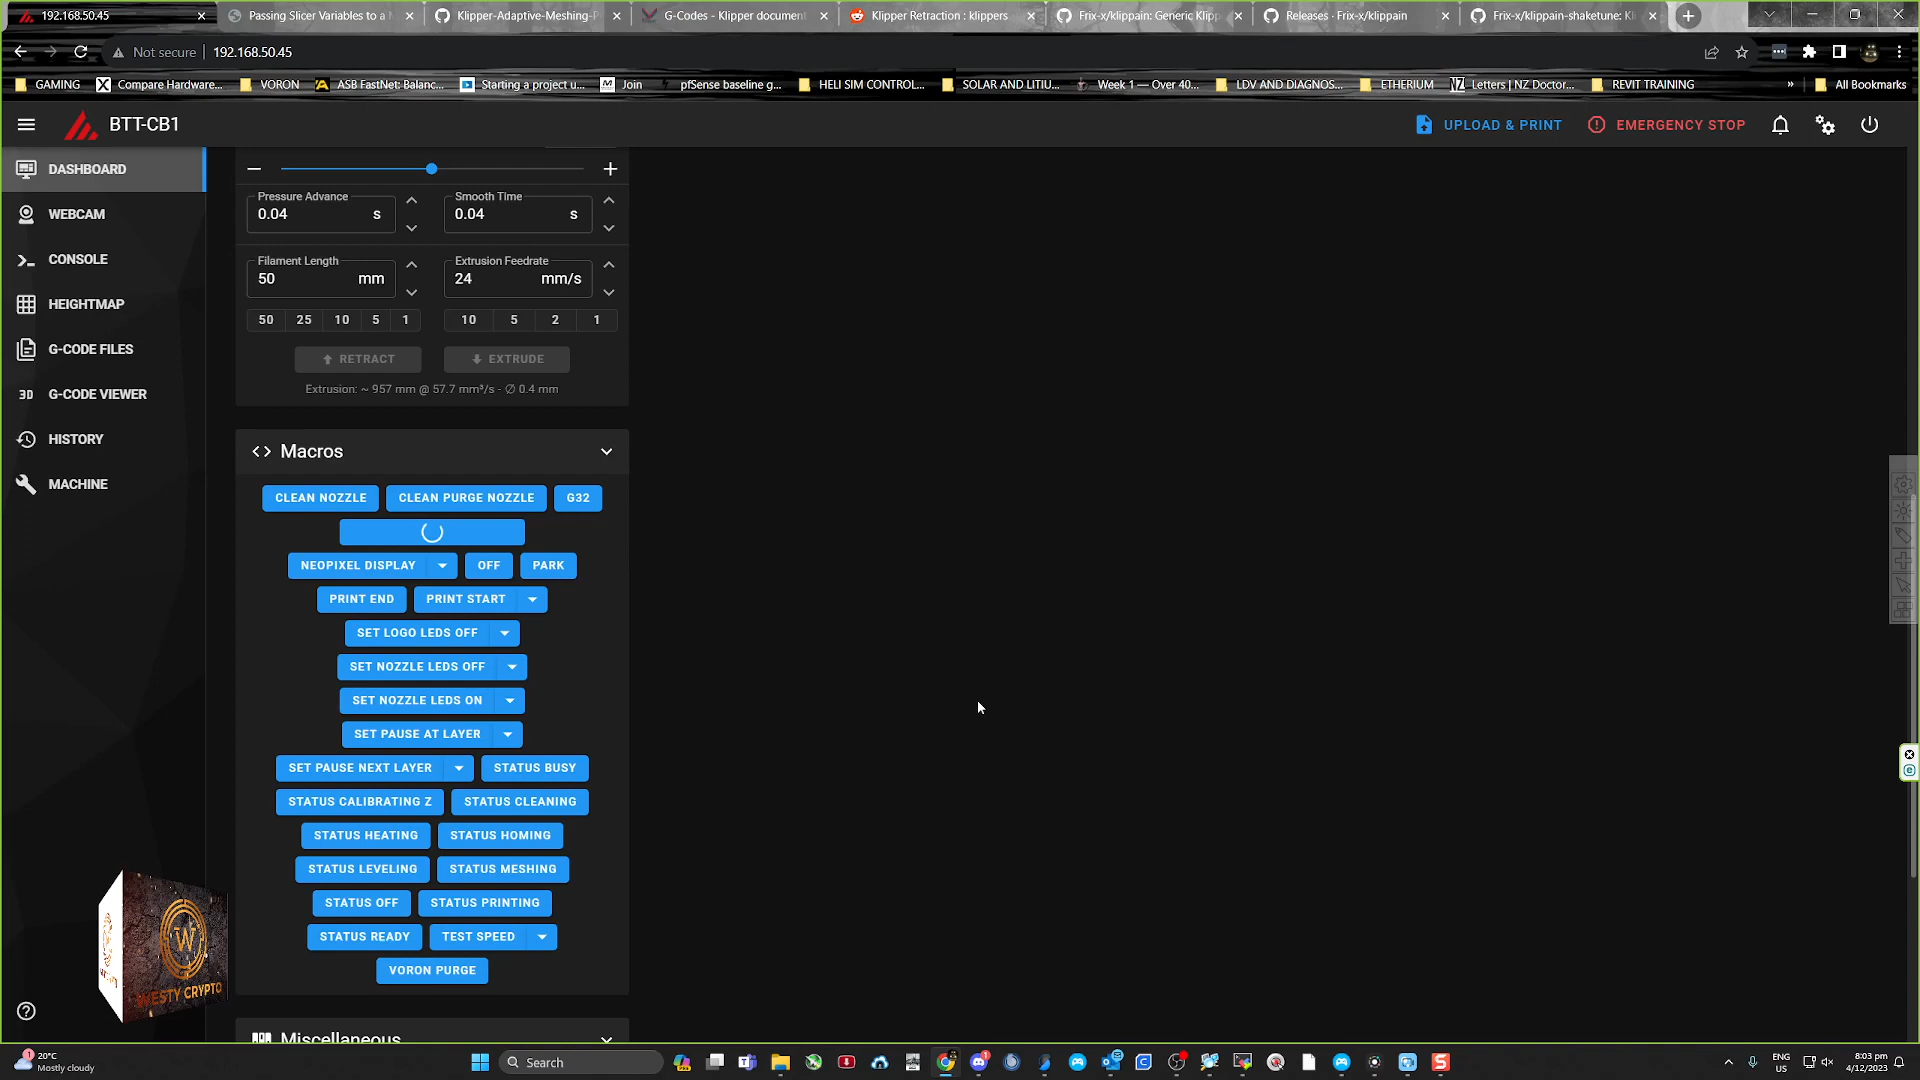 192.168.50.45
Passing Slicer Variables to a
Klipper-Adaptive-Meshing-P
G-Codes - Klipper document
Klipper Retraction : klippers
Frix-x/klippain: Generic Klipp
Releases · Frix-x/klippain
Frix-x/klippain-shaketune: Kl
Not secure
192.168.50.45
GAMING
Compare Hardware...
VORON
ASB FastNet: Balanc...
Starting a project u...
Join
pfSense baseline g...
HELI SIM CONTROL...
SOLAR AND LITIU...
Week 1 — Over 40...
LDV AND DIAGNOS...
ETHERIUM
NZ
Letters | NZ Doctor...
REVIT TRAINING
»
All Bookmarks
BTT-CB1
UPLOAD & PRINT
EMERGENCY STOP
DASHBOARD
WEBCAM
CONSOLE
HEIGHTMAP
G-CODE FILES
3D
G-CODE VIEWER
HISTORY
MACHINE
Pressure Advance
0.04 s
Smooth Time
0.04 s
Filament Length
50 mm
Extrusion Feedrate
24 mm/s
50 25 10 5 1
10 5 2 1
RETRACT
EXTRUDE
Extrusion: ~ 957 mm @ 57.7 mm³/s - ∅ 0.4 mm
Macros
CLEAN NOZZLE
CLEAN PURGE NOZZLE
G32
NEOPIXEL DISPLAY
OFF
PARK
PRINT END
PRINT START
SET LOGO LEDS OFF
SET NOZZLE LEDS OFF
SET NOZZLE LEDS ON
SET PAUSE AT LAYER
SET PAUSE NEXT LAYER
STATUS BUSY
STATUS CALIBRATING Z
STATUS CLEANING
STATUS HEATING
STATUS HOMING
STATUS LEVELING
STATUS MESHING
STATUS OFF
STATUS PRINTING
STATUS READY
TEST SPEED
VORON PURGE
Miscellaneous
W
WESTY CRYPTO
1
20°C
Mostly cloudy
Search
1
ENG
US
8:03 pm
4/12/2023